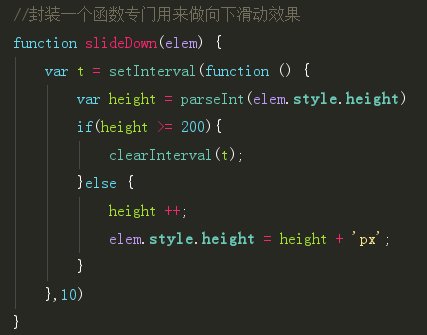 //封装一个函数专门用来做向下滑动效果
function slideDown(elem) {
    var t = setInterval(function () {
        var height = parseInt(elem.style.height)
        if(height >= 200){
            clearInterval(t);
        }else {
            height ++;
            elem.style.height = height + 'px';
        }
    },10)
}